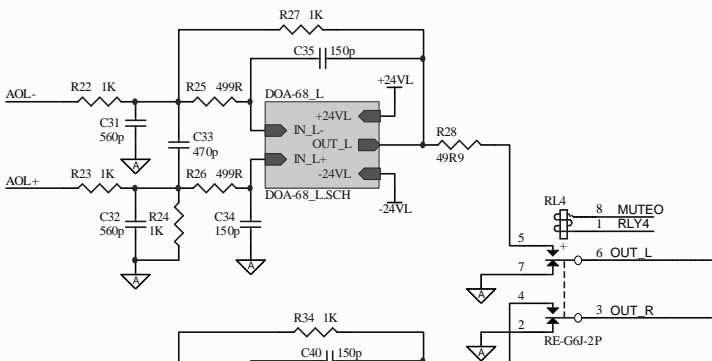 R27 1K
C35 150p
DOA-68_L
+24VL
AOL-
R22 1K
R25 499R
C31
560p
C33
470p
+24VL
IN_L-
OUT_L
IN_L+
-24VL
R28
49R9
AOL+
R23 1K
R26 499R
DOA-68_L.SCH
-24VL
C32
560p
R24
1K
C34
150p
A
A
A
RL4
8 MUTEO
1 RLY4
+
5
6 OUT_L
7
A
4
3 OUT_R
2
A
RE-G6J-2P
R34 1K
C40 150p